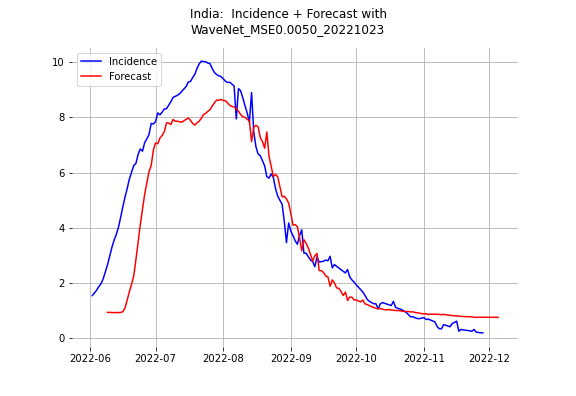 India:  Incidence + Forecast with
WaveNet_MSE0.0050_20221023
Incidence
Forecast
10
8
6
4
2
0
2022-06 2022-07 2022-08 2022-09 2022-10 2022-11 2022-12